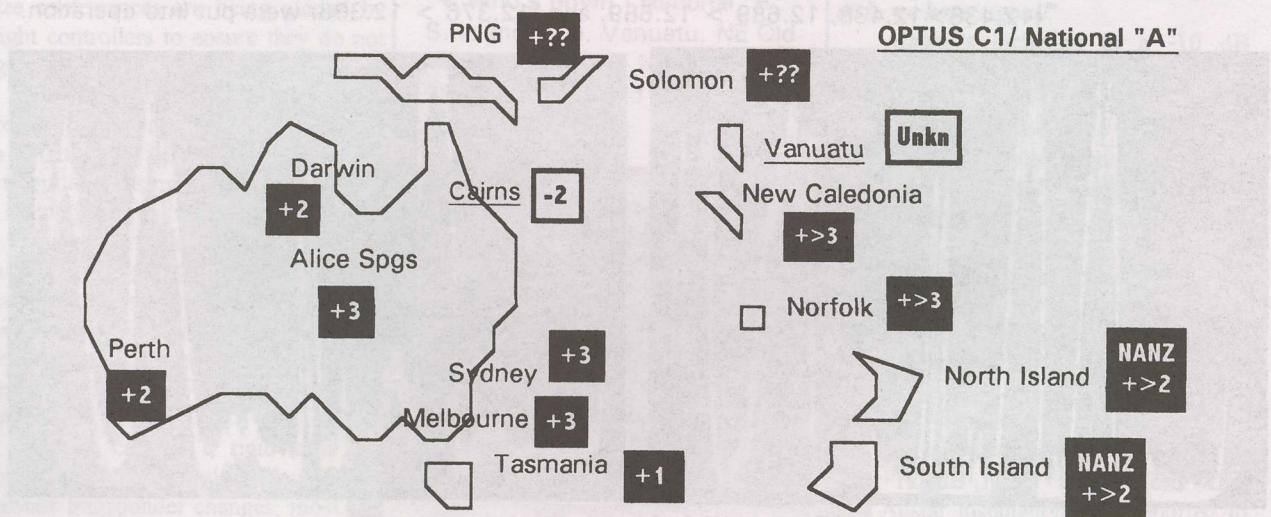 PNG +??
OPTUS C1/ National "A"
Solomon +??
Vanuatu Unkn
Darwin
+2
Cairns -2
New Caledonia
+>3
Alice Spgs
+3
Norfolk +>3
Perth
+2
Sydney +3
North Island NANZ
+>2
Melbourne +3
Tasmania +1
South Island NANZ
+>2